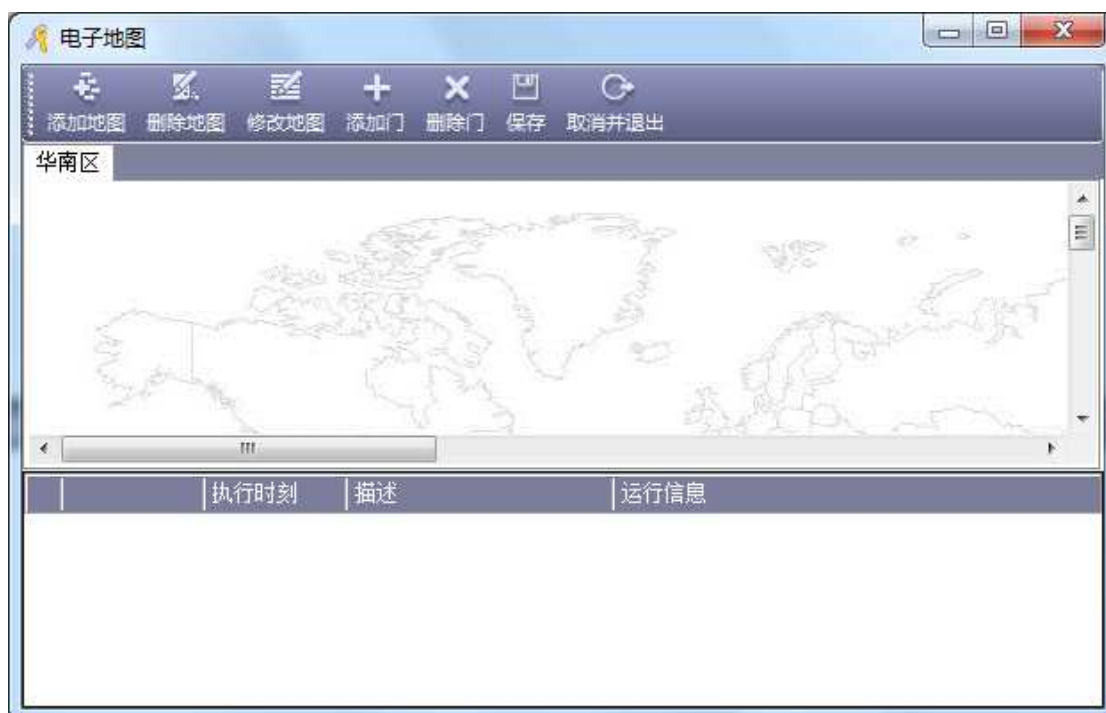 电子地图
添加地图 删除地图 修改地图 添加门 删除门 保存 取消并退出
华南区
执行时刻 描述 运行信息